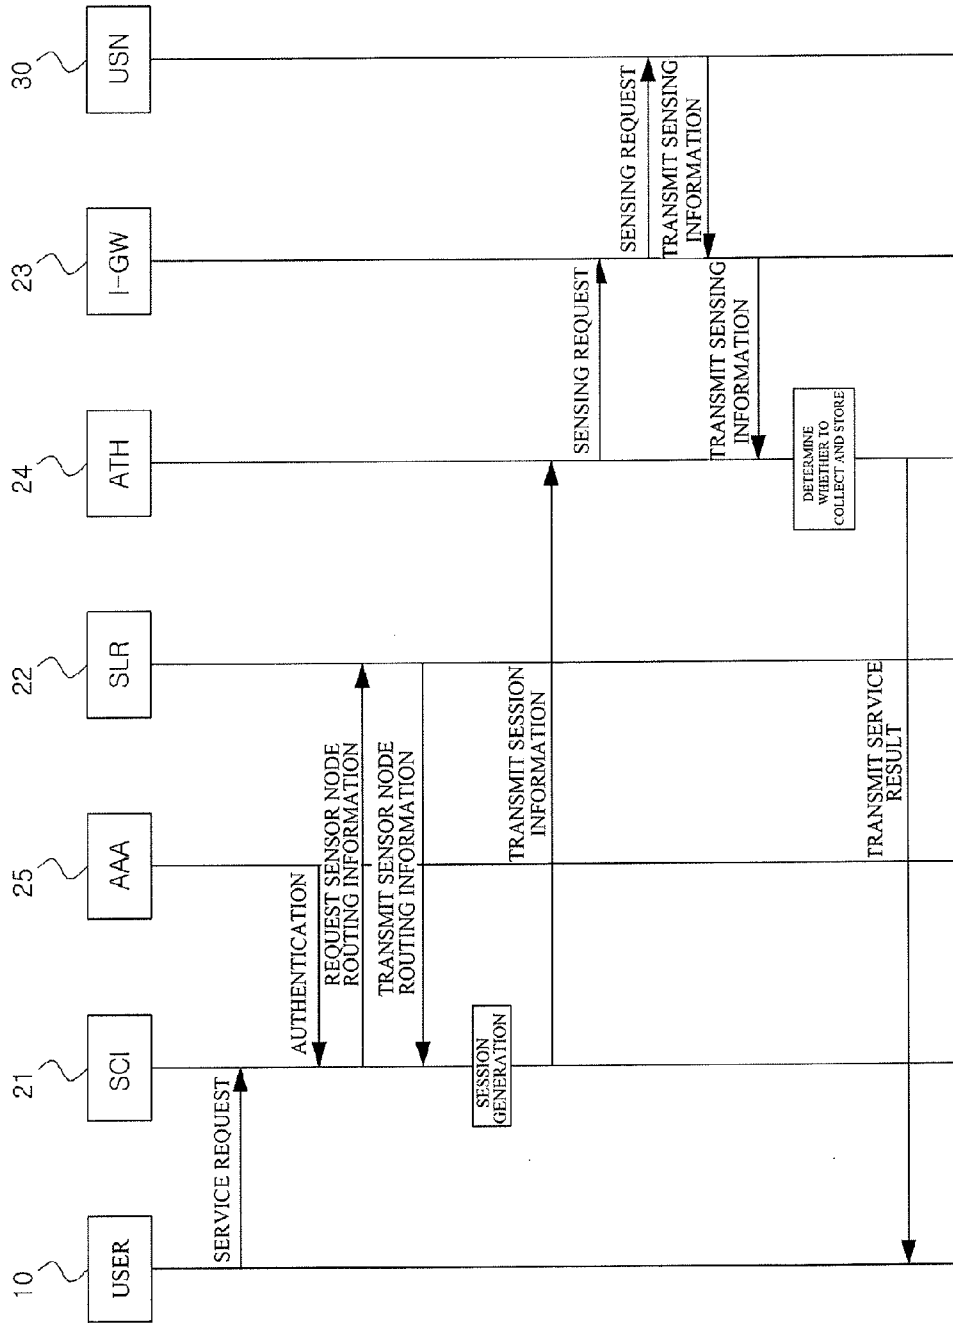 10
21
25
22
24
23
30
USER
SCI
AAA
SLR
ATH
I-GW
USN
SERVICE REQUEST
AUTHENTICATION
REQUEST SENSOR NODE
ROUTING INFORMATION
TRANSMIT SENSOR NODE
ROUTING INFORMATION
SESSION
GENERATION
TRANSMIT SESSION
INFORMATION
SENSING REQUEST
SENSING REQUEST
TRANSMIT SENSING
INFORMATION
TRANSMIT SENSING
INFORMATION
DETERMINE
WHETHER TO
COLLECT AND STORE
TRANSMIT SERVICE
RESULT